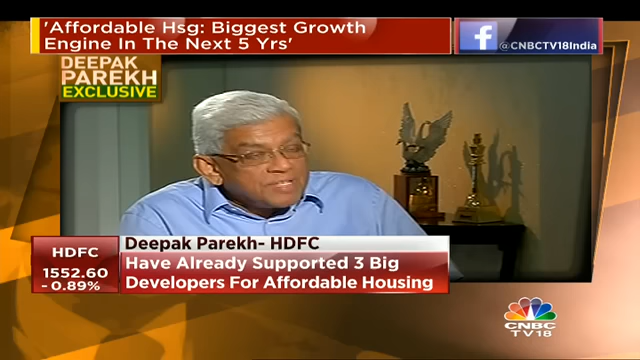 'Affordable Hsg: Biggest Growth
Engine In The Next 5 Yrs'
f @CNBCTV18India
DEEPAK
PAREKH
EXCLUSIVE
HDFC
1552.60
- 0.89%
Deepak Parekh- HDFC
Have Already Supported 3 Big
Developers For Affordable Housing
CNBC
TV18